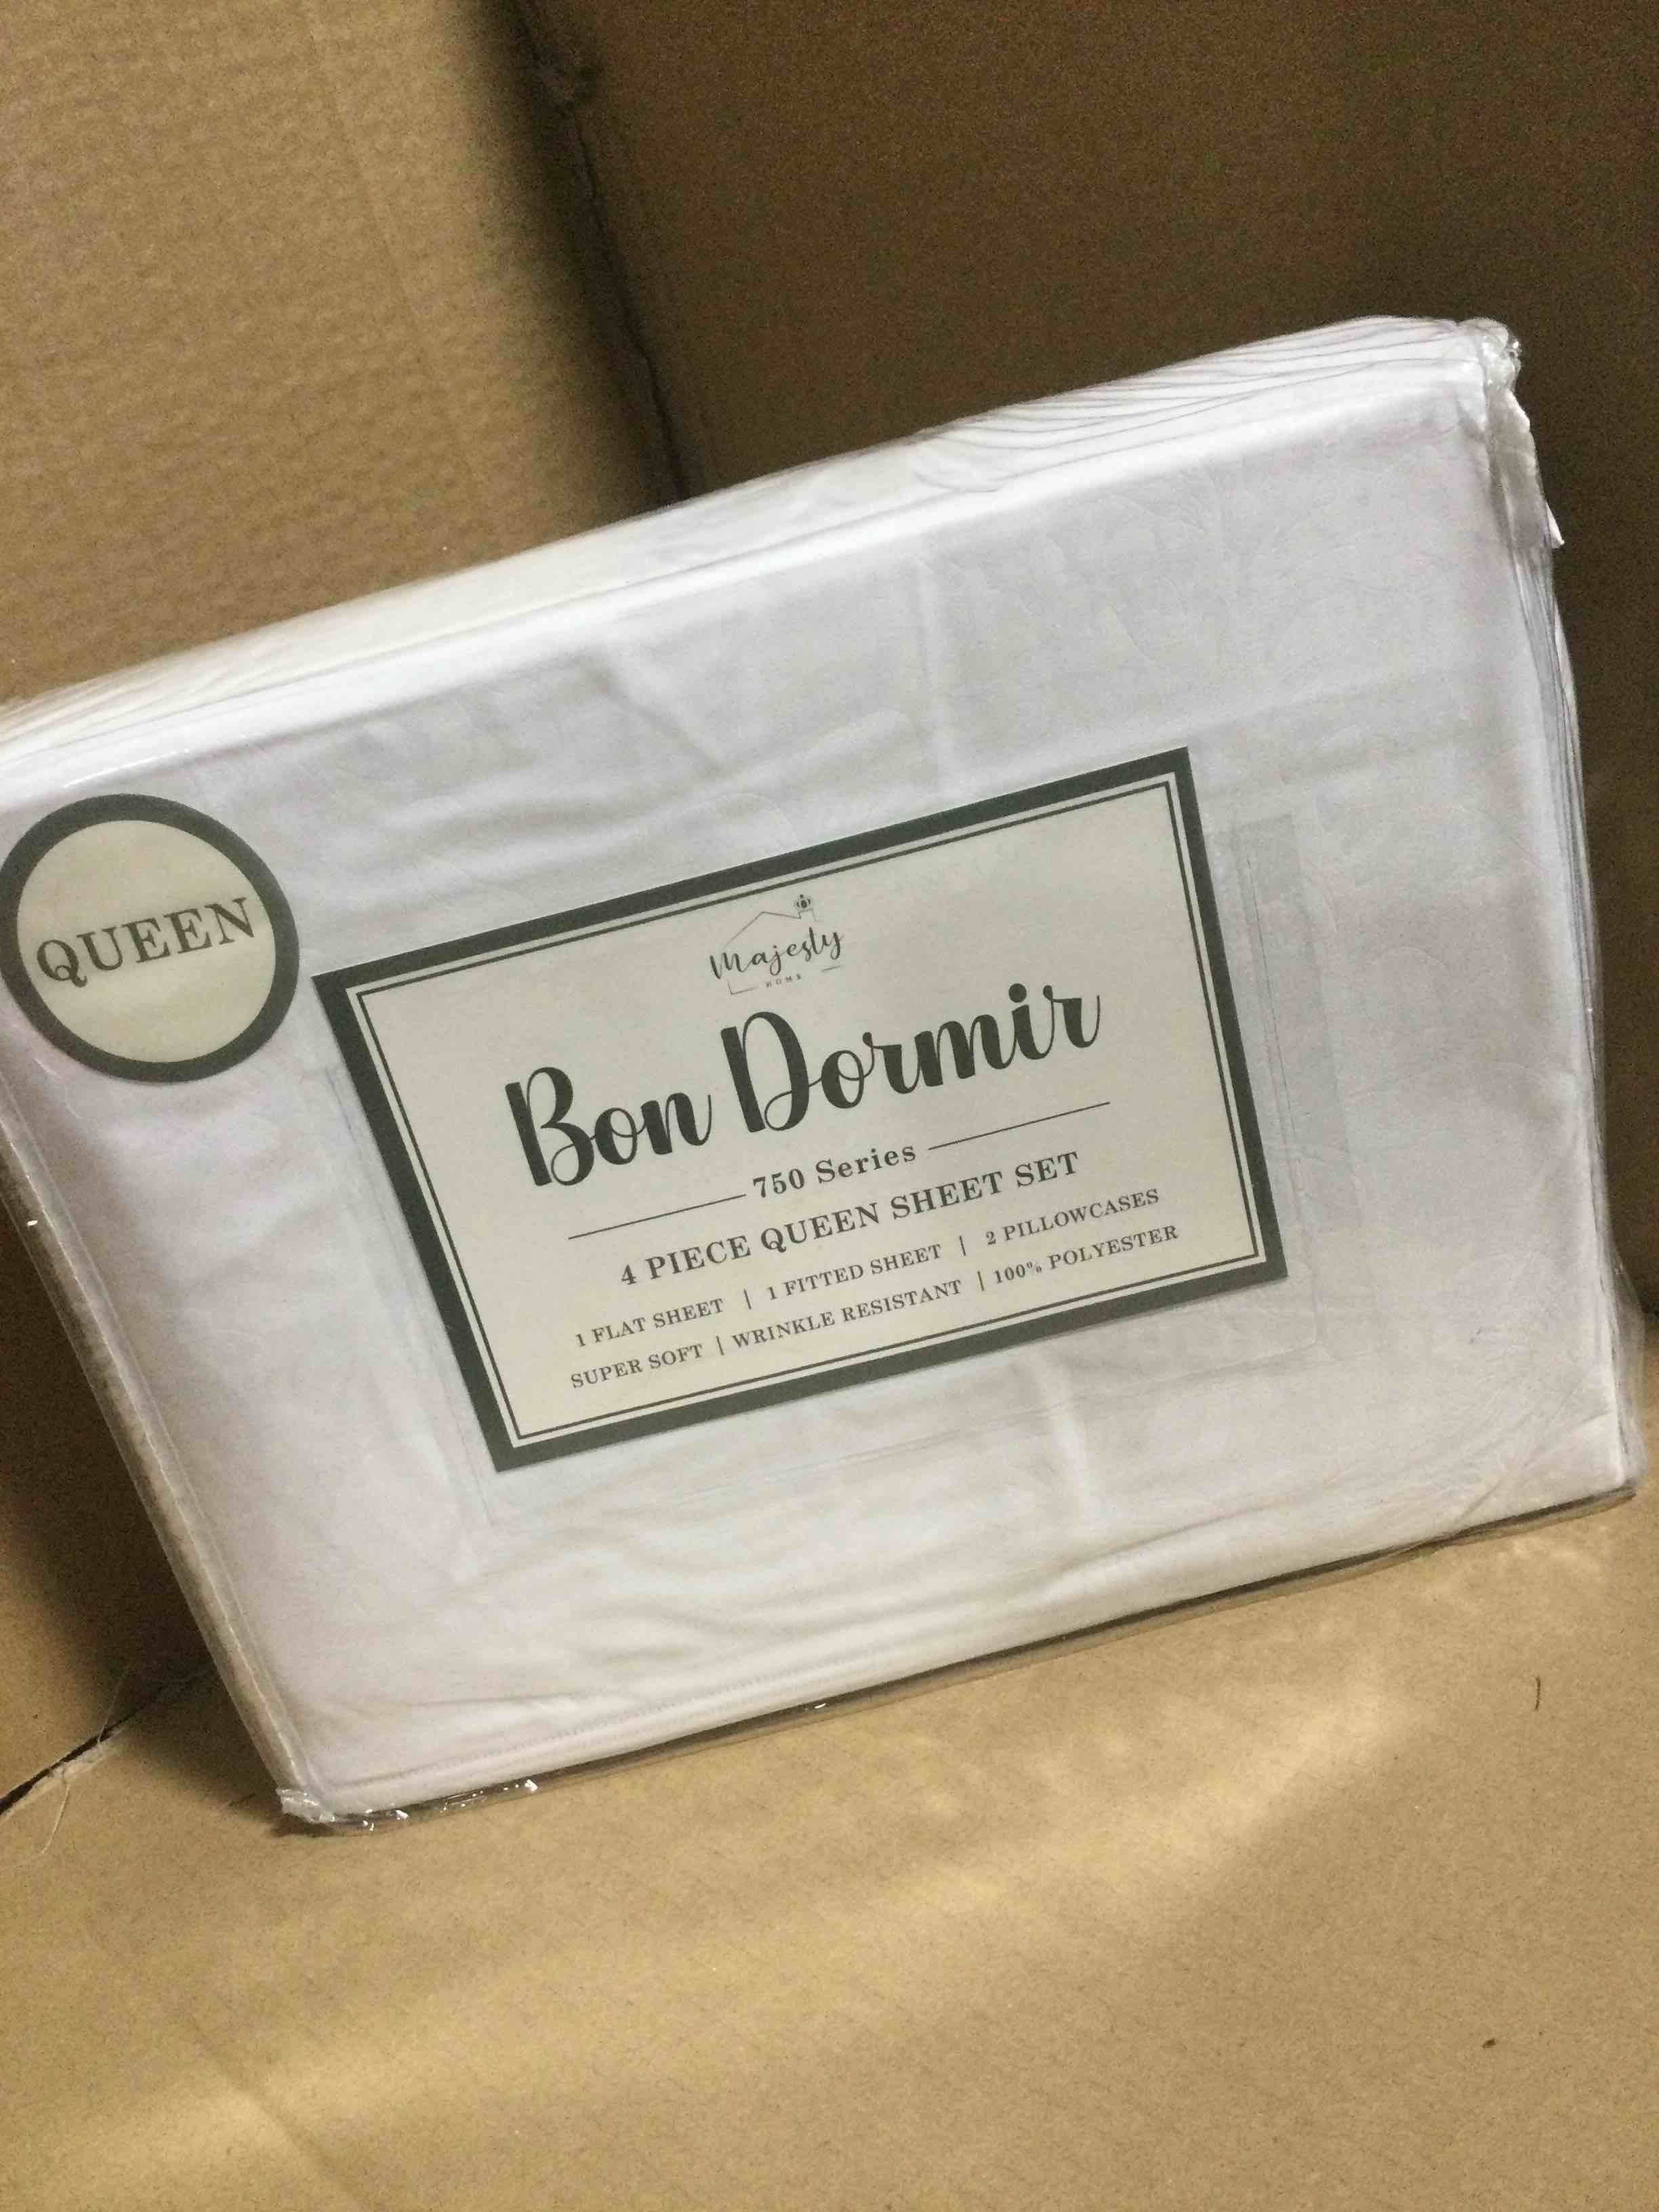 QUEEN
Majesty
HOME
Bon Dormir
750 Series
4 PIECE QUEEN SHEET SET
1 FLAT SHEET | 1 FITTED SHEET | 2 PILLOWCASES
SUPER SOFT | WRINKLE RESISTANT | 100% POLYESTER